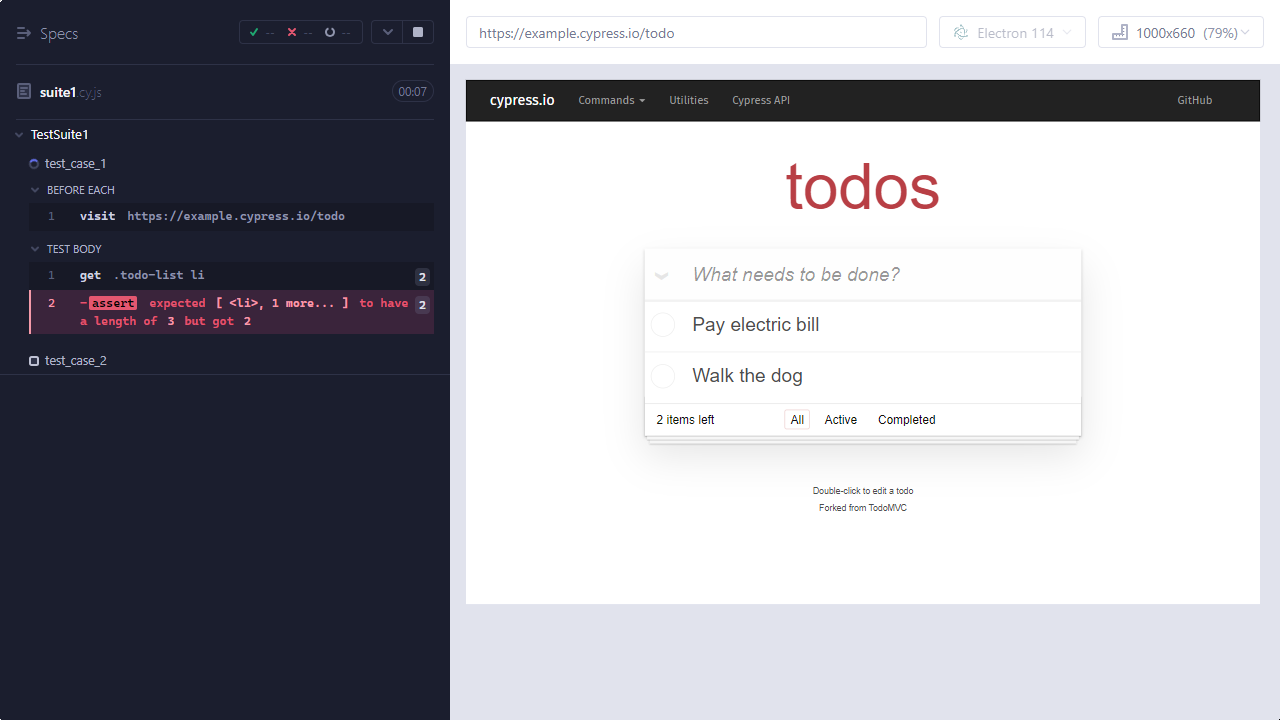 Specs
-- -- --
suite1.cy.js
00:07
TestSuite1
test_case_1
BEFORE EACH
1 visit https://example.cypress.io/todo
TEST BODY
1 get .todo-list li 2
2 -assert expected [ <li>, 1 more... ] to have 2
a length of 3 but got 2
test_case_2
https://example.cypress.io/todo
Electron 114
1000x660 (79%)
cypress.io Commands Utilities Cypress API GitHub
todos
What needs to be done?
Pay electric bill
Walk the dog
2 items left All Active Completed
Double-click to edit a todo
Forked from TodoMVC